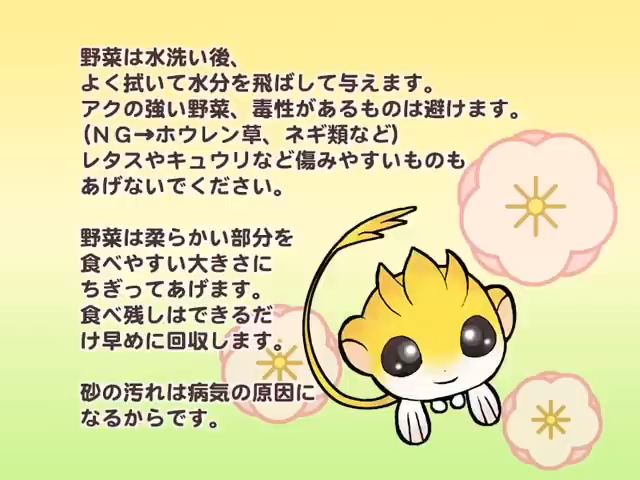 野菜は水洗い後、
よく拭いて水分を飛ばして与えます。
アクの強い野菜、毒性があるものは避けます。
(ＮＧ→ホウレン草、ネギ類など)
レタスやキュウリなど傷みやすいものも
あげないでください。
野菜は柔らかい部分を
食べやすい大きさに
ちぎってあげます。
食べ残しはできるだ
け早めに回収します。
砂の汚れは病気の原因に
なるからです。